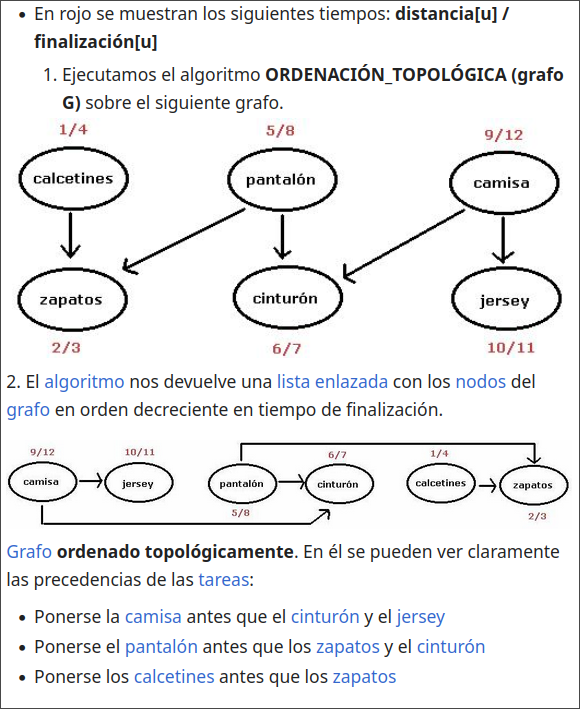 • En rojo se muestran los siguientes tiempos: distancia[u] /
finalización[u]
1. Ejecutamos el algoritmo ORDENACIÓN_TOPOLÓGICA (grafo
G) sobre el siguiente grafo.
1/4 5/8 9/12
calcetines pantalón camisa
zapatos cinturón jersey
2/3 6/7 10/11
2. El algoritmo nos devuelve una lista enlazada con los nodos del
grafo en orden decreciente en tiempo de finalización.
9/12 10/11 6/7 1/4
camisa jersey pantalón cinturón calcetines zapatos
5/8 2/3
Grafo ordenado topológicamente. En él se pueden ver claramente
las precedencias de las tareas:
• Ponerse la camisa antes que el cinturón y el jersey
• Ponerse el pantalón antes que los zapatos y el cinturón
• Ponerse los calcetines antes que los zapatos